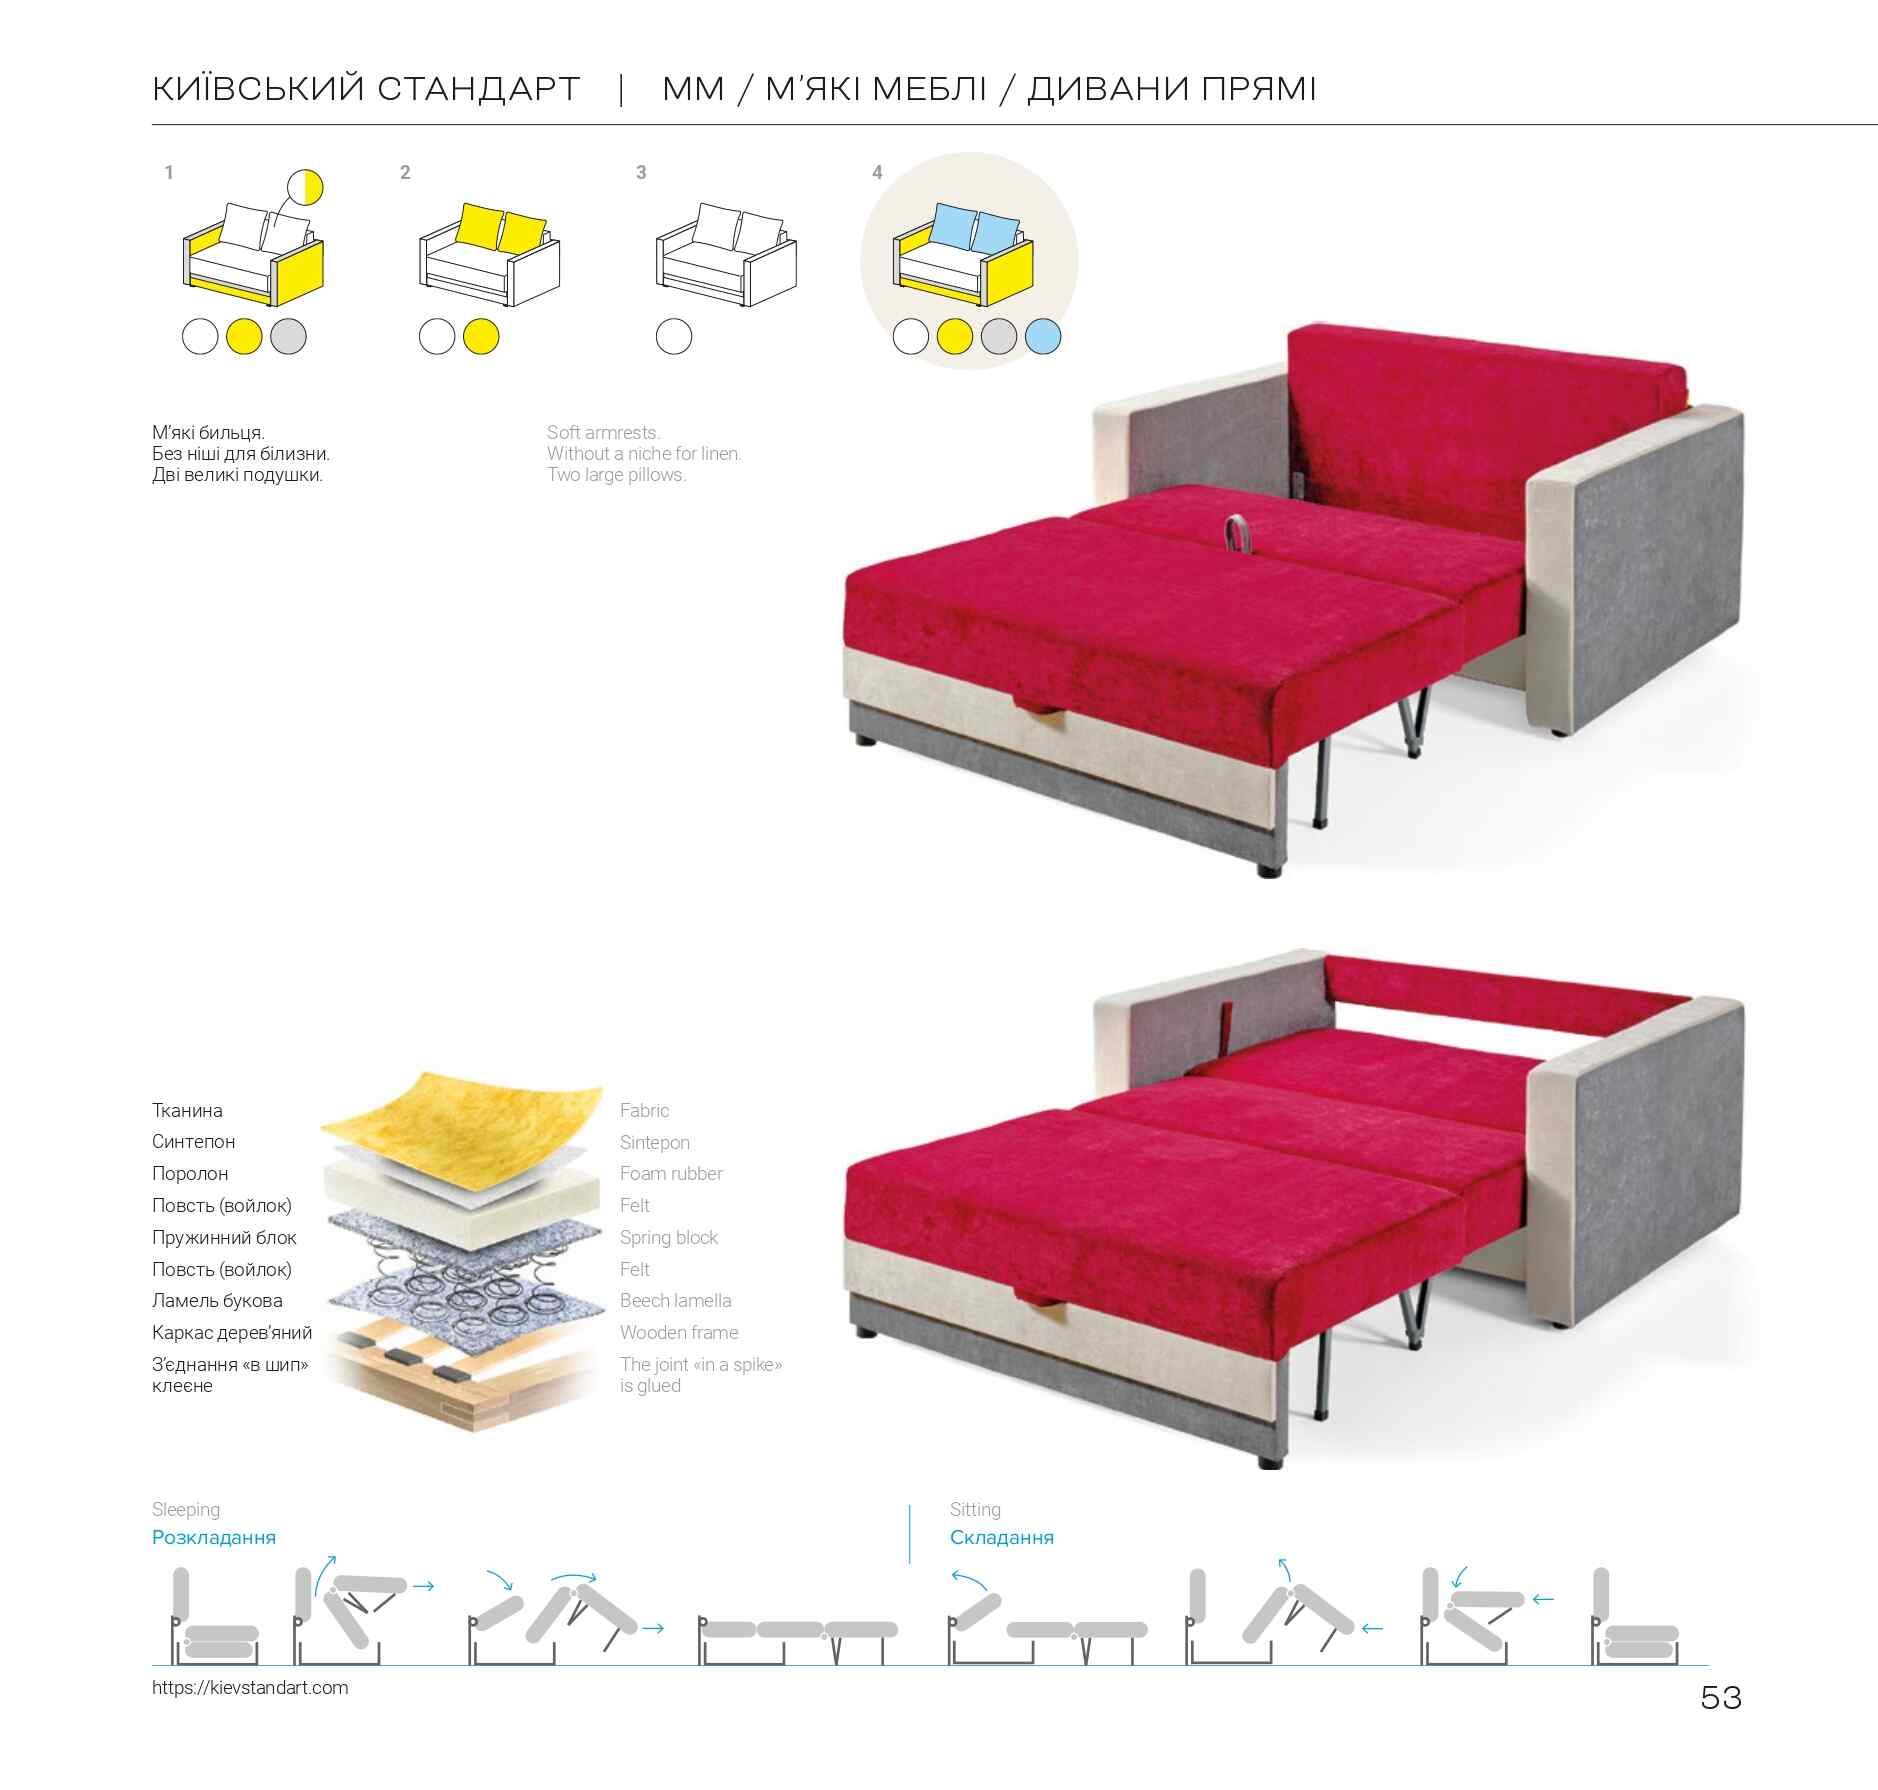 КИЇВСЬКИЙ СТАНДАРТ | ММ / М’ЯКІ МЕБЛІ / ДИВАНИ ПРЯМІ
1
2
3
4
М’які бильця.
Без ніші для білизни.
Дві великі подушки.
Soft armrests.
Without a niche for linen.
Two large pillows.
Тканина
Синтепон
Поролон
Повсть (войлок)
Пружинний блок
Повсть (войлок)
Ламель букова
Каркас дерев’яний
З’єднання «в шип»
клеєне
Fabric
Sintepon
Foam rubber
Felt
Spring block
Felt
Beech lamella
Wooden frame
The joint «in a spike»
is glued
Sleeping
Розкладання
Sitting
Складання
https://kievstandart.com
53